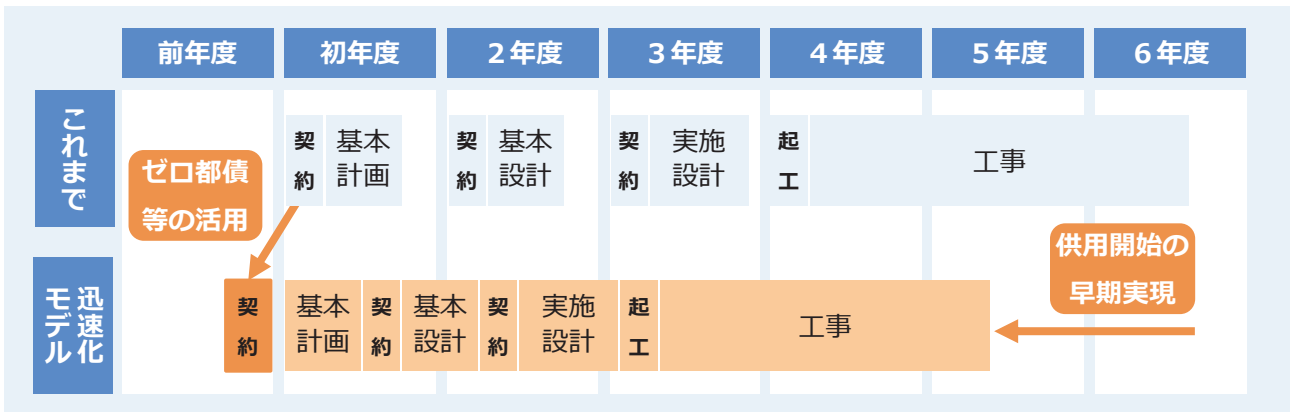 前年度
初年度
2年度
3年度
4年度
5年度
6年度
これまで
契約
基本
計画
契約
基本
設計
契約
実施
設計
起工
工事
ゼロ都債
等の活用
供用開始の
早期実現
迅速化
モデル
契約
基本
計画
契約
基本
設計
契約
実施
設計
起工
工事